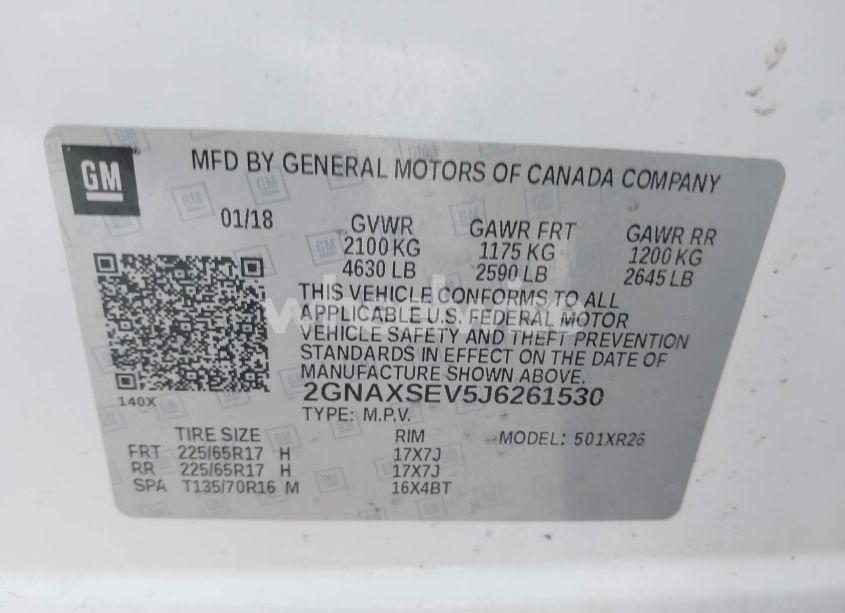 GM
MFD BY GENERAL MOTORS OF CANADA COMPANY
01/18
GVWR GAWR FRT GAWR RR
2100 KG 1175 KG 1200 KG
4630 LB 2590 LB 2645 LB
THIS VEHICLE CONFORMS TO ALL
APPLICABLE U.S. FEDERAL MOTOR
VEHICLE SAFETY AND THEFT PREVENTION
STANDARDS IN EFFECT ON THE DATE OF
MANUFACTURE SHOWN ABOVE.
140X
2GNAXSEV5J6261530
TYPE: M.P.V.
TIRE SIZE RIM MODEL: 501XR26
FRT 225/65R17 H 17X7J
RR 225/65R17 H 17X7J
SPA T135/70R16 M 16X4BT